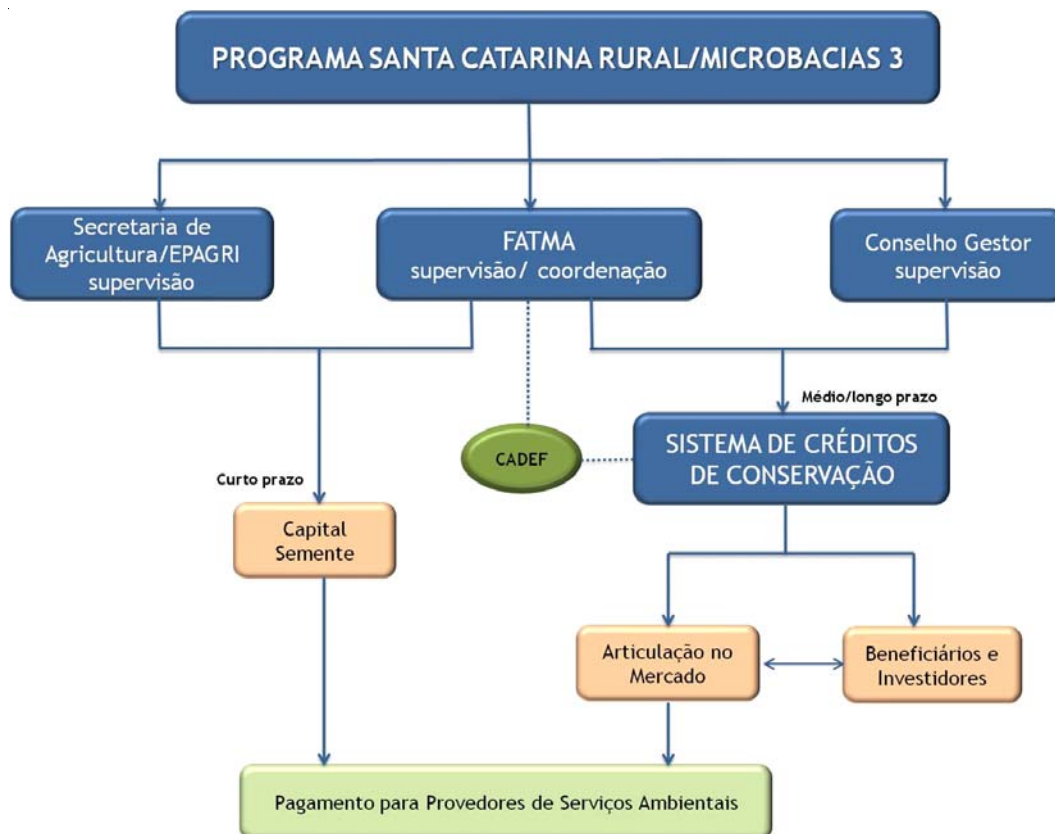 PROGRAMA SANTA CATARINA RURAL/MICROBACIAS 3
Secretaria de
Agricultura/EPAGRI
supervisão
FATMA
supervisão/ coordenação
Conselho Gestor
supervisão
Médio/longo prazo
SISTEMA DE CRÉDITOS
DE CONSERVAÇÃO
CADEF
Curto prazo
Capital
Semente
Articulação no
Mercado
Beneficiários e
Investidores
Pagamento para Provedores de Serviços Ambientais